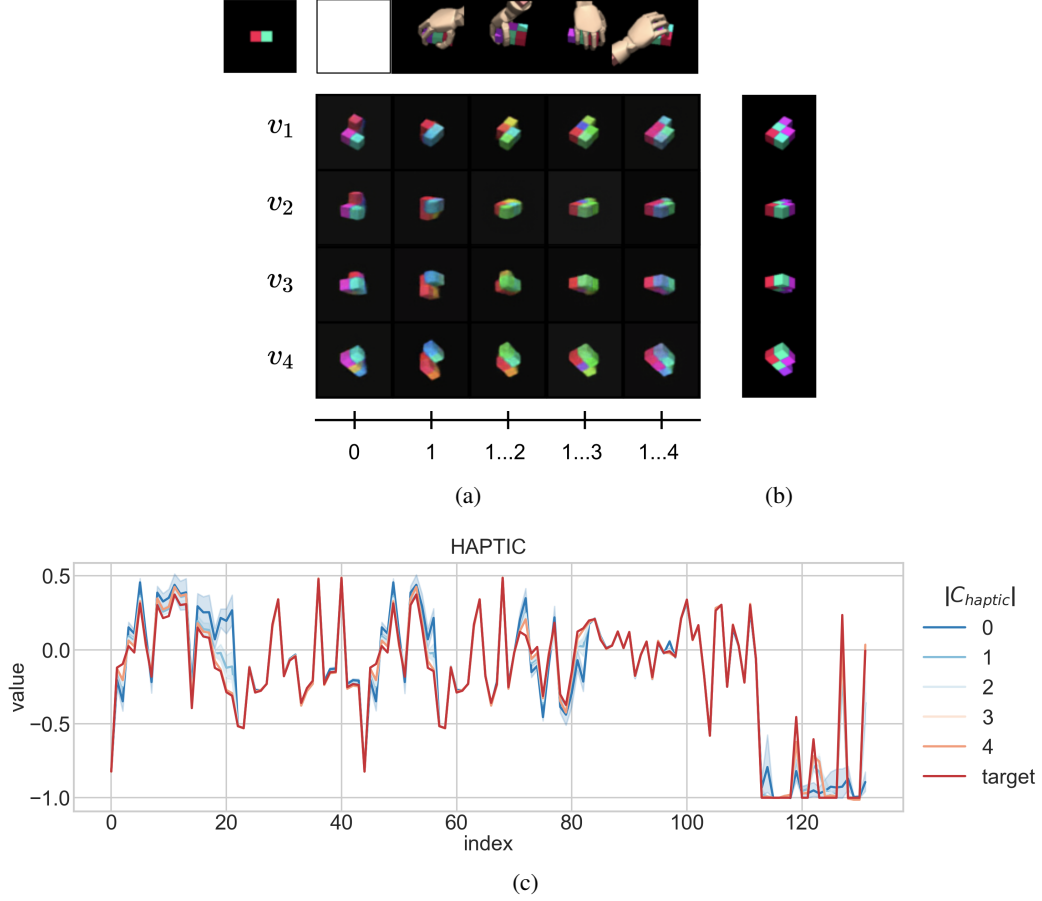 v₁
v₂
v₃
v₄
0 1 1...2 1...3 1...4
(a) (b)
HAPTIC
0.5
0.0
−0.5
−1.0
value
0 20 40 60 80 100 120
index
|C_haptic|
0
1
2
3
4
target
(c)